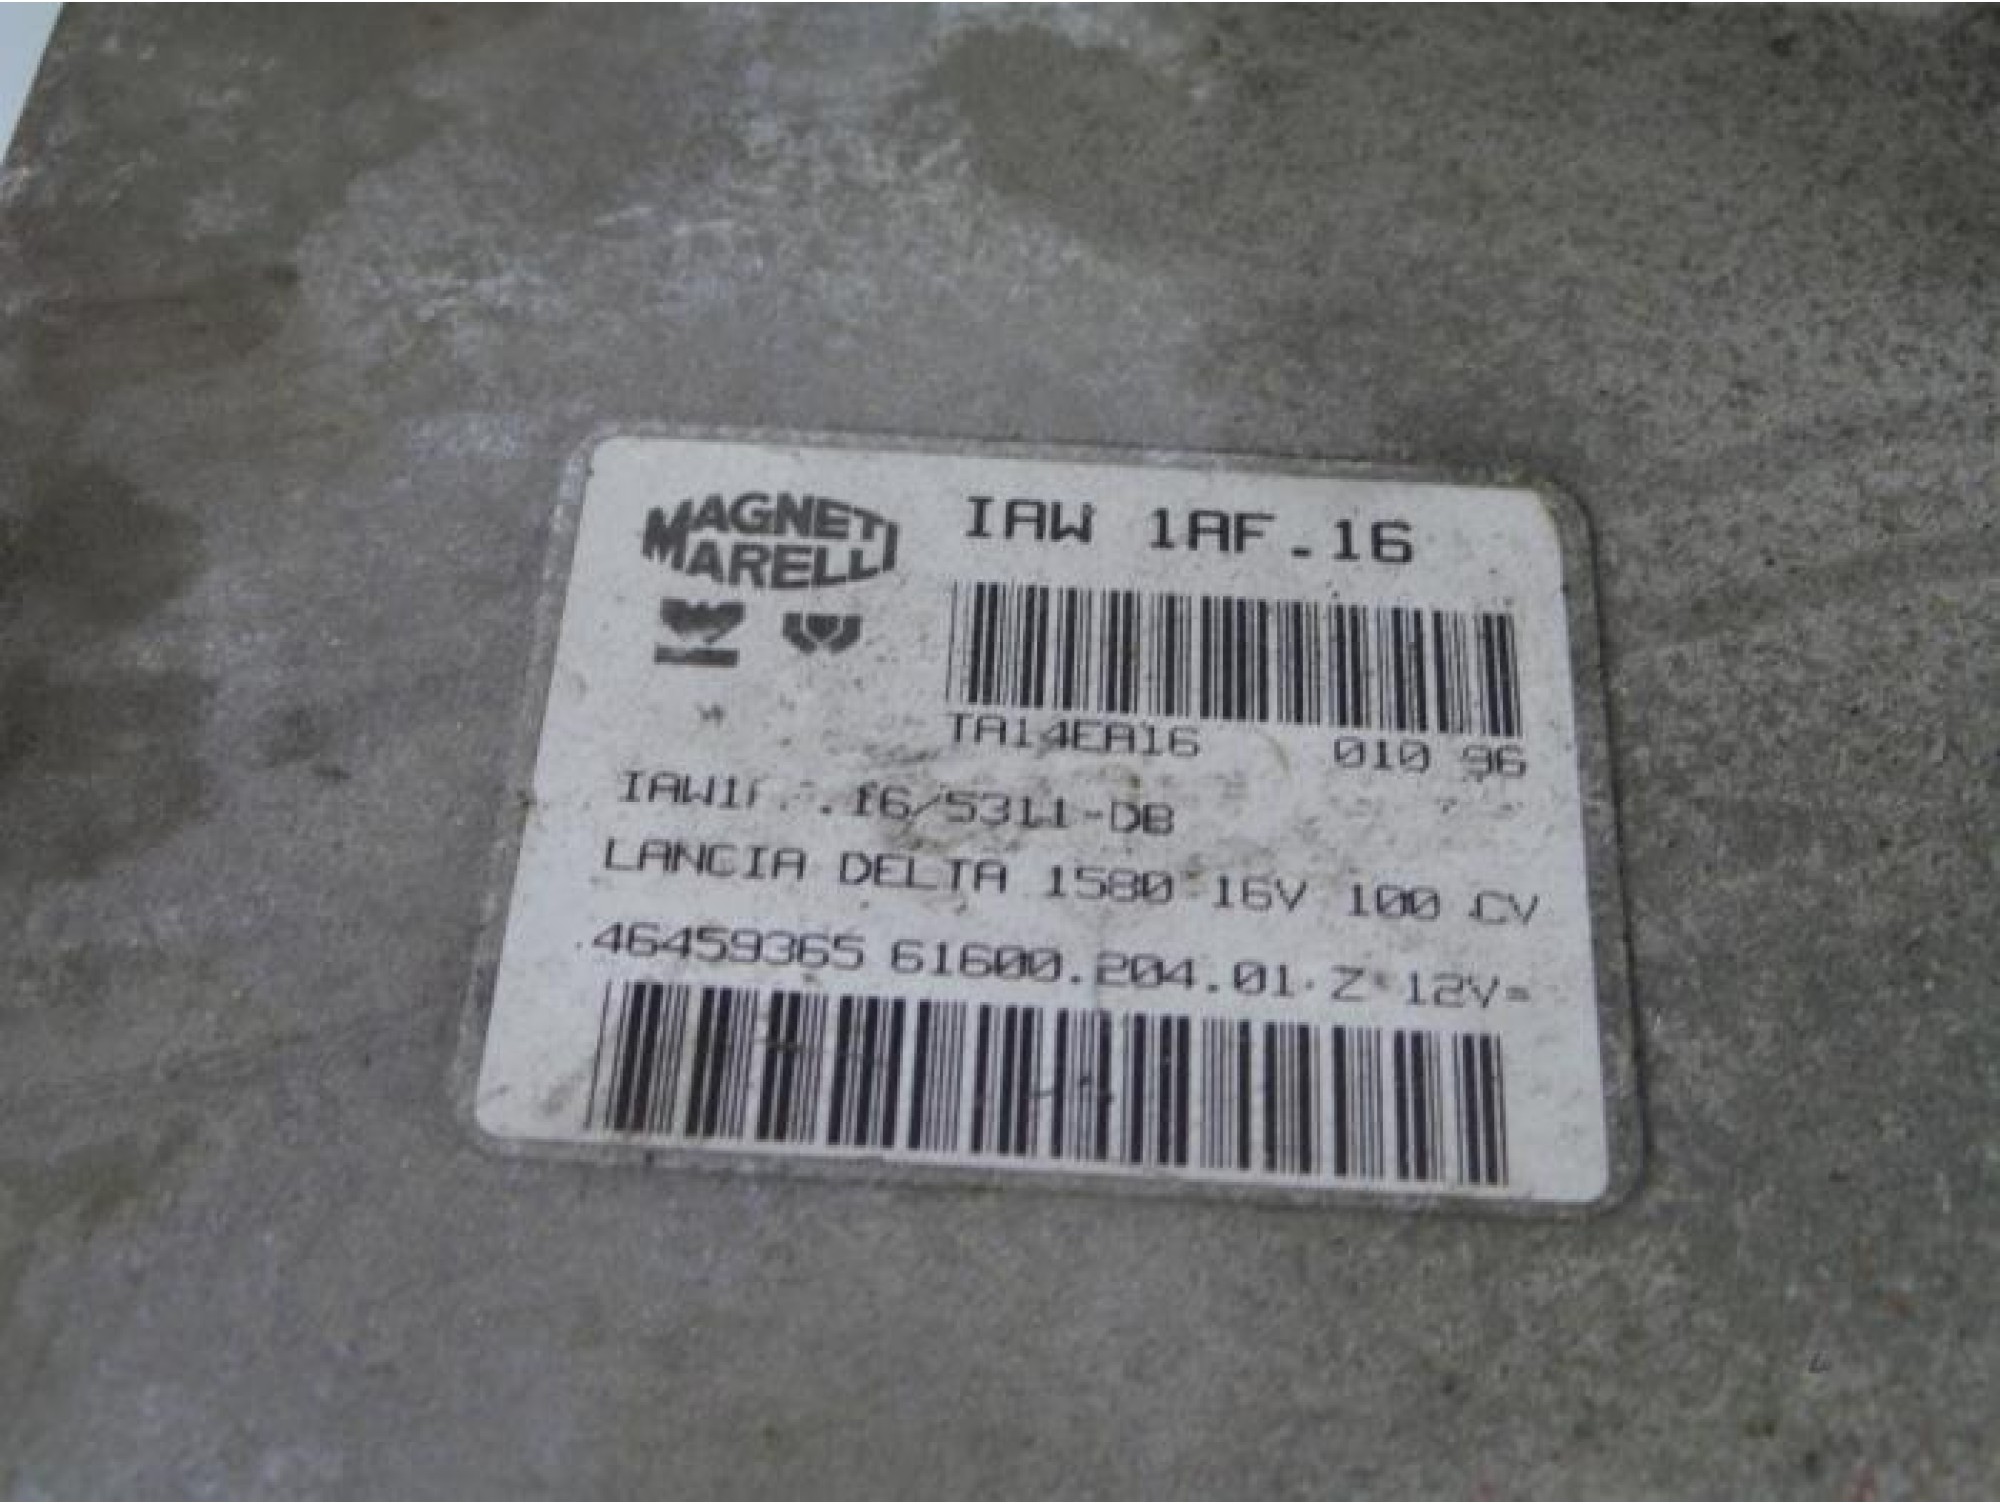 MAGNETI
MARELLI
IAW 1AF.16
TA14EA16 010 96
.16/5311-DB
LANCIA DELTA 1580 16V 100 CV
46459365 61600.204.01 Z 12V=